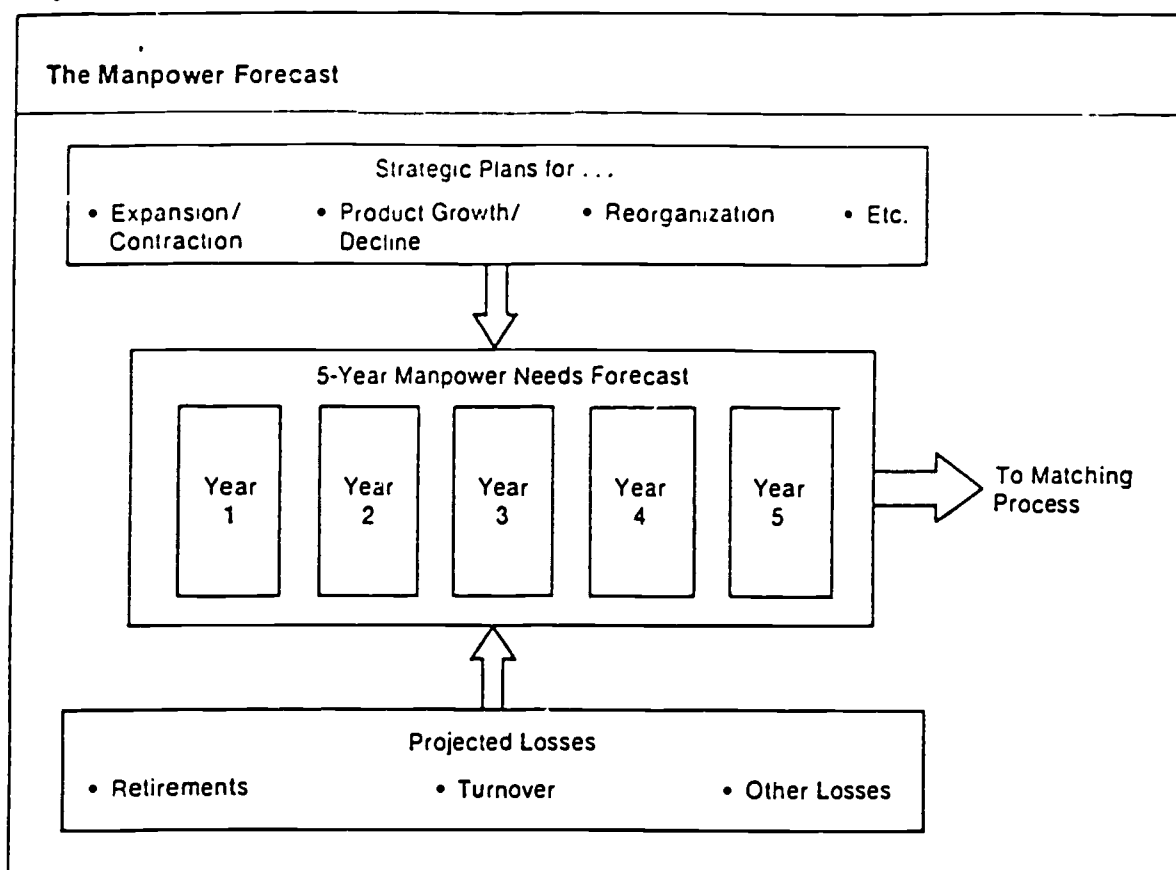 The Manpower Forecast
Strategic Plans for ...
• Expansion/
Contraction
• Product Growth/
Decline
• Reorganization
• Etc.
5-Year Manpower Needs Forecast
Year
1
Year
2
Year
3
Year
4
Year
5
To Matching
Process
Projected Losses
• Retirements
• Turnover
• Other Losses